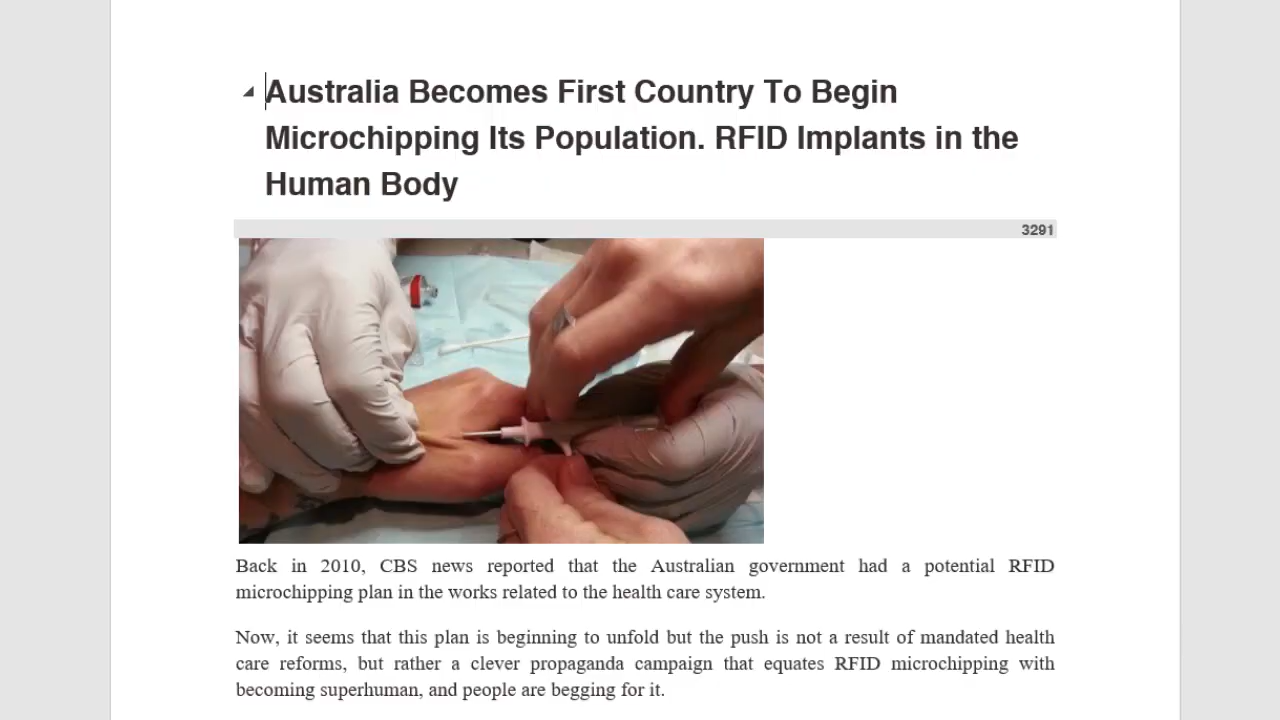 Australia Becomes First Country To Begin
Microchipping Its Population. RFID Implants in the
Human Body
3291
Back in 2010, CBS news reported that the Australian government had a potential RFID
microchipping plan in the works related to the health care system.
Now, it seems that this plan is beginning to unfold but the push is not a result of mandated health
care reforms, but rather a clever propaganda campaign that equates RFID microchipping with
becoming superhuman, and people are begging for it.